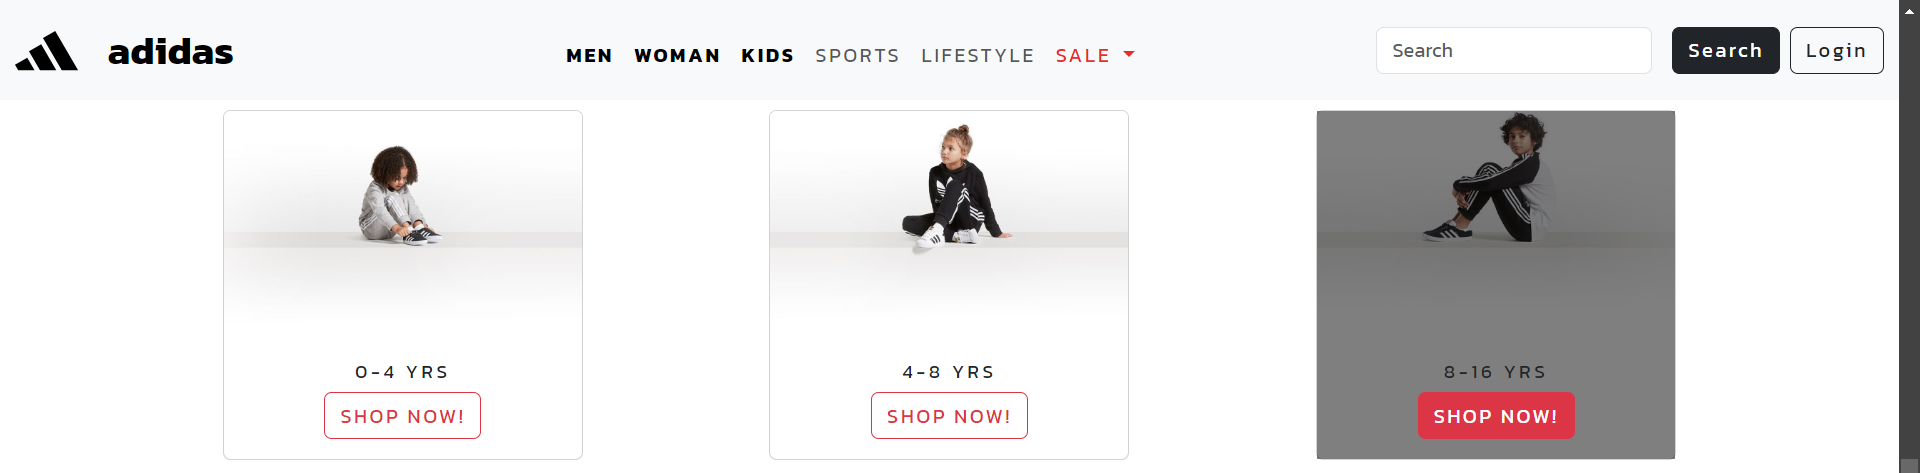 adidas
MEN WOMAN KIDS SPORTS LIFESTYLE SALE
Search
Search
Login
0-4 YRS
SHOP NOW!
4-8 YRS
SHOP NOW!
8-16 YRS
SHOP NOW!